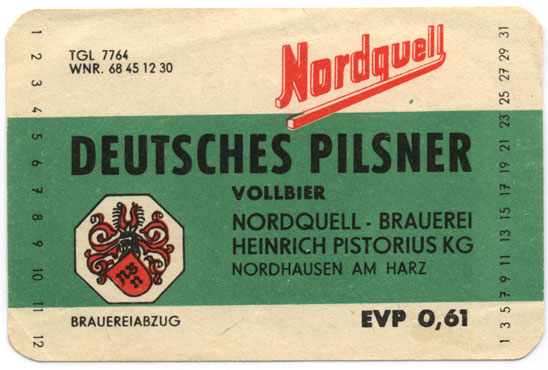 1 2 3 4 5 6 7 8 9 10 11 12
TGL 7764
WNR. 68 45 12 30
Nordquell
DEUTSCHES PILSNER
VOLLBIER
NORDQUELL - BRAUEREI
HEINRICH PISTORIUS KG
NORDHAUSEN AM HARZ
NBN
BRAUEREIABZUG
EVP 0,61
1 3 5 7 9 11 13 15 17 19 21 23 25 27 29 31